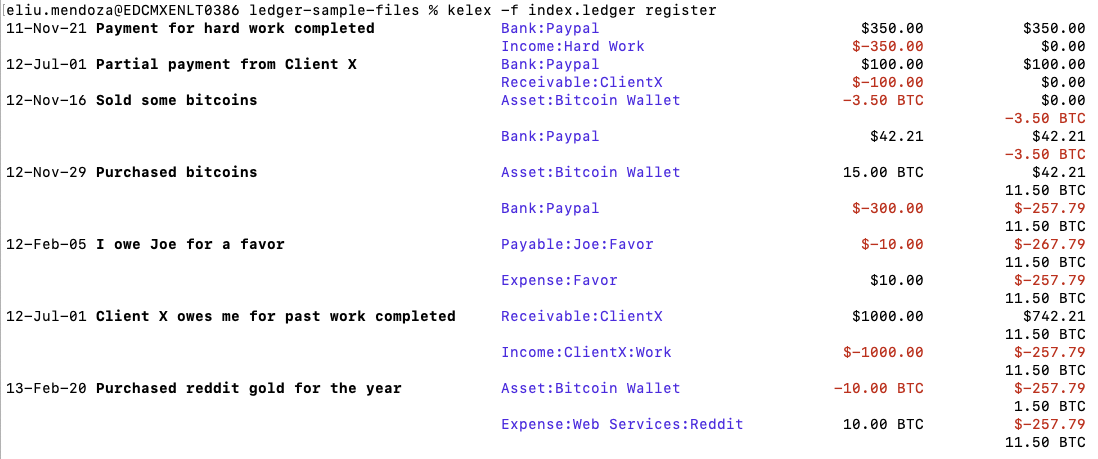 eliu.mendoza@EDCMXENLT0386 ledger-sample-files % kelex -f index.ledger register
11-Nov-21 Payment for hard work completed Bank:Paypal $350.00 $350.00
Income:Hard Work $-350.00 $0.00
12-Jul-01 Partial payment from Client X Bank:Paypal $100.00 $100.00
Receivable:ClientX $-100.00 $0.00
12-Nov-16 Sold some bitcoins Asset:Bitcoin Wallet -3.50 BTC $0.00
-3.50 BTC
Bank:Paypal $42.21 $42.21
-3.50 BTC
12-Nov-29 Purchased bitcoins Asset:Bitcoin Wallet 15.00 BTC $42.21
11.50 BTC
Bank:Paypal $-300.00 $-257.79
11.50 BTC
12-Feb-05 I owe Joe for a favor Payable:Joe:Favor $-10.00 $-267.79
11.50 BTC
Expense:Favor $10.00 $-257.79
11.50 BTC
12-Jul-01 Client X owes me for past work completed Receivable:ClientX $1000.00 $742.21
11.50 BTC
Income:ClientX:Work $-1000.00 $-257.79
11.50 BTC
13-Feb-20 Purchased reddit gold for the year Asset:Bitcoin Wallet -10.00 BTC $-257.79
1.50 BTC
Expense:Web Services:Reddit 10.00 BTC $-257.79
11.50 BTC